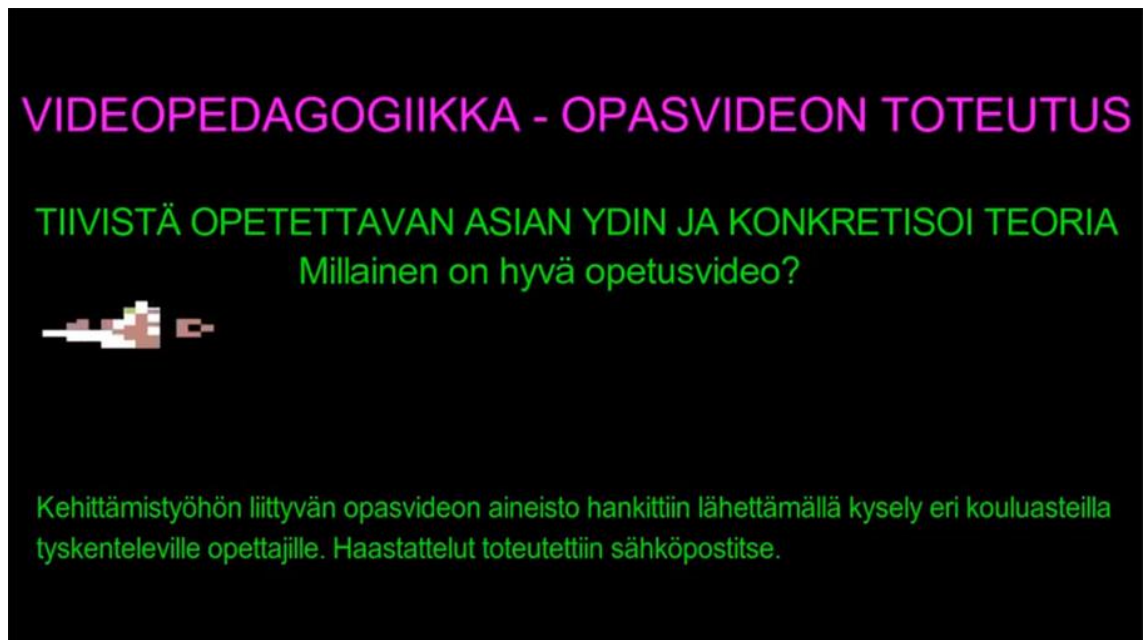 VIDEOPEDAGOGIIKKA - OPASVIDEON TOTEUTUS
TIIVISTÄ OPETETTAVAN ASIAN YDIN JA KONKRETISOI TEORIA
Millainen on hyvä opetusvideo?
Kehittämistyöhön liittyvän opasvideon aineisto hankittiin lähettämällä kysely eri kouluasteilla
tyskenteleville opettajille. Haastattelut toteutettiin sähköpostitse.